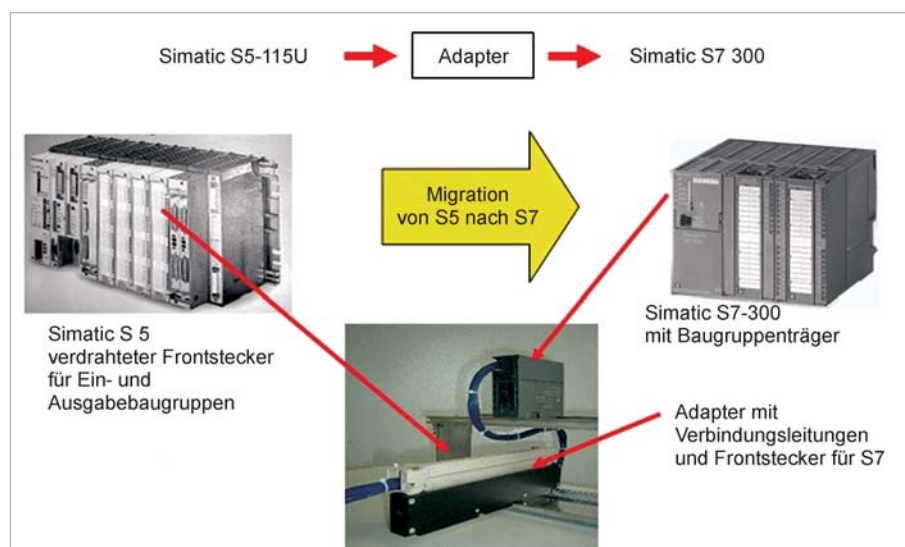 Simatic S5-115U
Adapter
Simatic S7 300
Migration
von S5 nach S7
Simatic S 5
verdrahteter Frontstecker
für Ein- und
Ausgabebaugruppen
Simatic S7-300
mit Baugruppenträger
Adapter mit
Verbindungsleitungen
und Frontstecker für S7